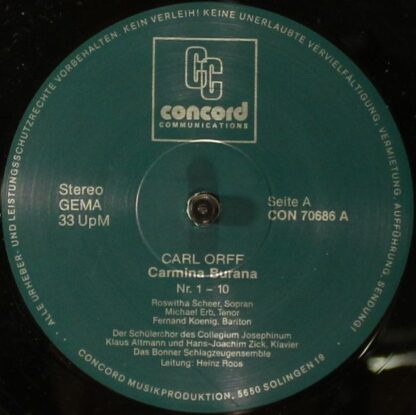 ALLE URHEBER- UND LEISTUNGSSCHUTZRECHTE VORBEHALTEN. KEIN VERLEIH! KEINE UNERLAUBTE VERVIELFÄLTIGUNG, VERMIETUNG, AUFFÜHRUNG, SENDUNG!
CC
concord
COMMUNICATIONS
Stereo
GEMA
33 UpM
Seite A
CON 70686 A
CARL ORFF
Carmina Burana
Nr. 1 – 10
Roswitha Scheer, Sopran
Michael Erb, Tenor
Fernand Koenig, Bariton
Der Schülerchor des Collegium Josephinum
Klaus Altmann und Hans-Joachim Zick, Klavier
Das Bonner Schlagzeugensemble
Leitung: Heinz Roos
CONCORD MUSIKPRODUKTION, 5650 SOLINGEN 19